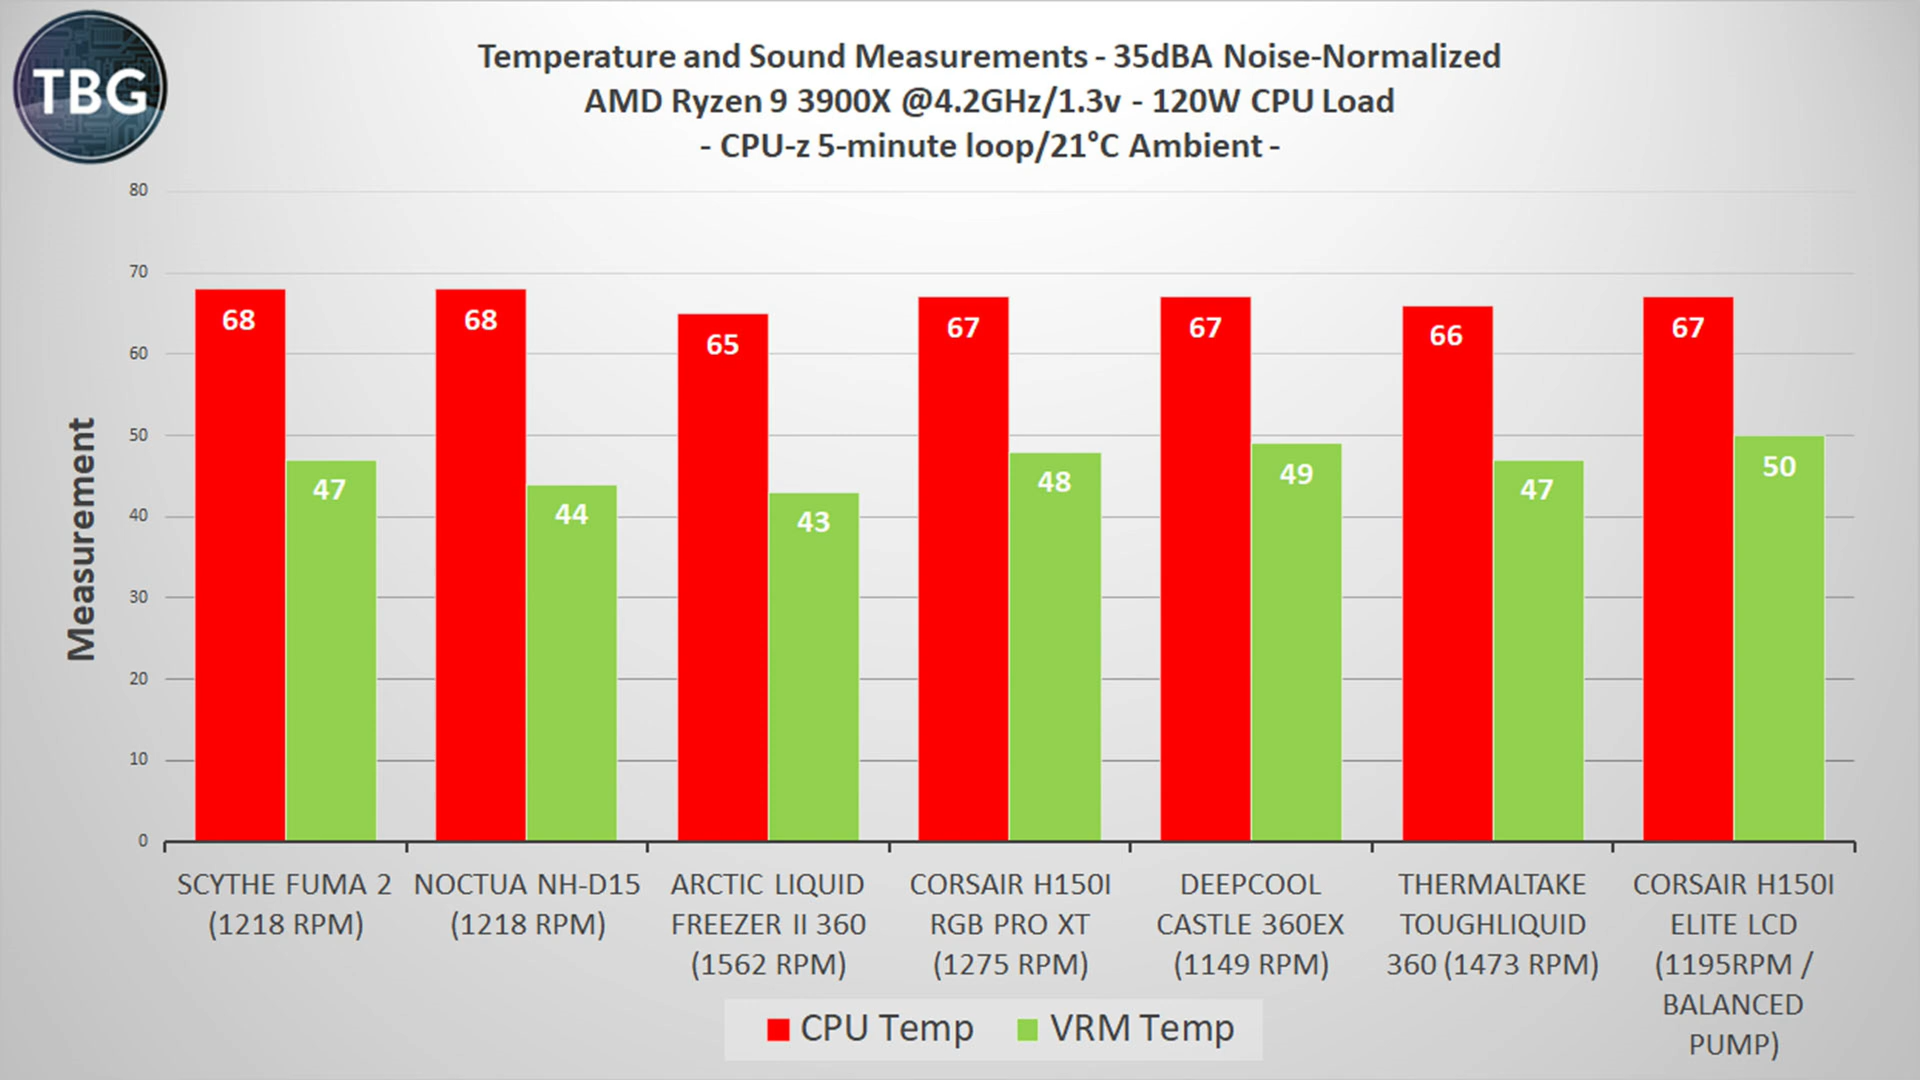 TBG
Temperature and Sound Measurements - 35dBA Noise-Normalized
AMD Ryzen 9 3900X @4.2GHz/1.3v - 120W CPU Load
- CPU-z 5-minute loop/21°C Ambient -
Measurement
80
70
60
50
40
30
20
10
0
68
47
68
44
65
43
67
48
67
49
66
47
67
50
SCYTHE FUMA 2
(1218 RPM)
NOCTUA NH-D15
(1218 RPM)
ARCTIC LIQUID
FREEZER II 360
(1562 RPM)
CORSAIR H150I
RGB PRO XT
(1275 RPM)
DEEPCOOL
CASTLE 360EX
(1149 RPM)
THERMALTAKE
TOUGHLIQUID
360 (1473 RPM)
CORSAIR H150I
ELITE LCD
(1195RPM /
BALANCED
PUMP)
CPU Temp
VRM Temp